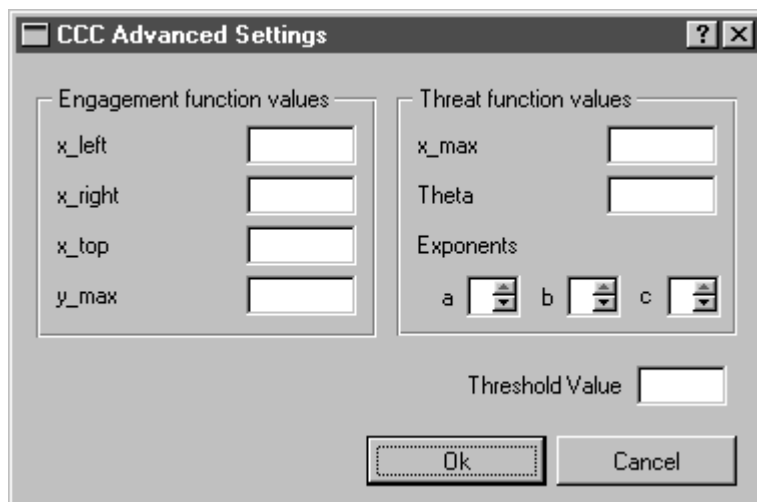 CCC Advanced Settings
Engagement function values
x_left
x_right
x_top
y_max
Threat function values
x_max
Theta
Exponents
a b c
Threshold Value
Ok Cancel